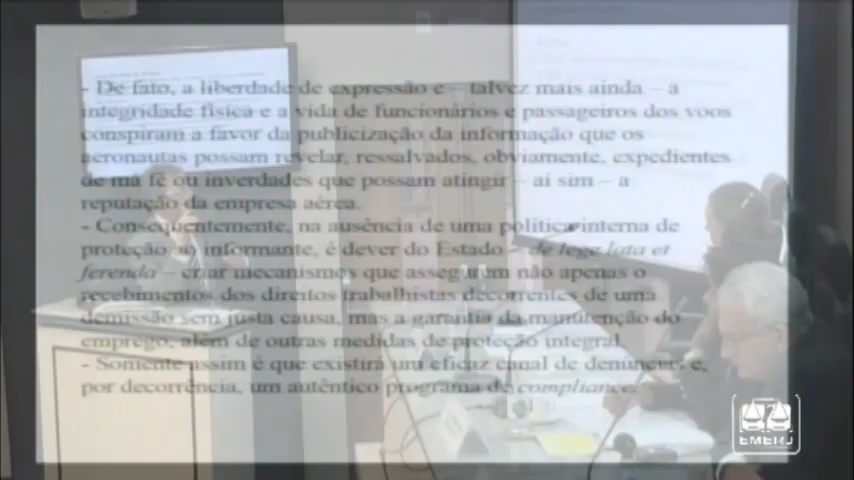 - De fato, a liberdade de expressão e – talvez mais ainda – a
integridade física e a vida de funcionários e passageiros dos voos
conspiram a favor da publicização da informação que os
aeronautas possam revelar, ressalvados, obviamente, expedientes
de má fé ou inverdades que possam atingir – aí sim – a
reputação da empresa aérea.
- Consequentemente, na ausência de uma política interna de
proteção ao informante, é dever do Estado – de lege lata et
ferenda – criar mecanismos que assegurem não apenas o
recebimento dos direitos trabalhistas decorrentes de uma
demissão sem justa causa, mas a garantia da manutenção do
emprego, além de outras medidas de proteção integral.
- Somente assim é que existirá um eficaz canal de denúncias e,
por decorrência, um autêntico programa de compliance.
EMERJ